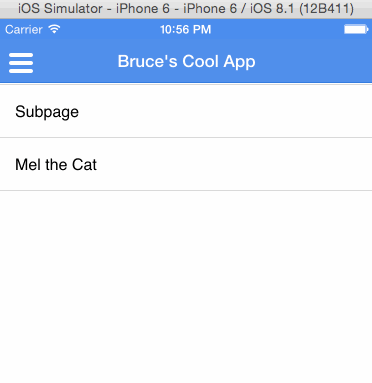 iOS Simulator - iPhone 6 - iPhone 6 / iOS 8.1 (12B411)
Carrier 10:56 PM
Bruce's Cool App
Subpage
Mel the Cat